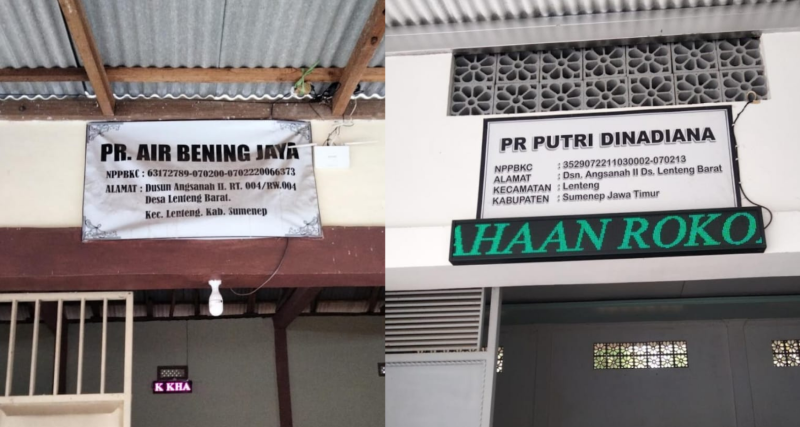 PR. AIR BENING JAYA
NPPBKC : 63172789-070200-0702220066373
ALAMAT : Dusun Angsanah II. RT. 004/RW.004
Desa Lenteng Barat.
Kec. Lenteng. Kab. Sumenep
K KHA
PR PUTRI DINADIANA
NPPBKC : 3529072211030002-070213
ALAMAT : Dsn. Angsanah II Ds. Lenteng Barat
KECAMATAN : Lenteng
KABUPATEN : Sumenep Jawa Timur
AHAAN ROKO